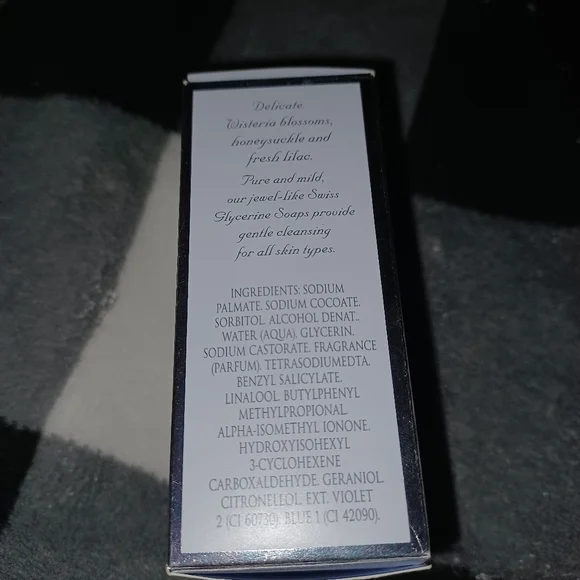 Delicate
Wisteria blossoms,
honeysuckle and
fresh lilac.
Pure and mild,
our jewel-like Swiss
Glycerine Soaps provide
gentle cleansing
for all skin types.
INGREDIENTS: SODIUM
PALMATE, SODIUM COCOATE,
SORBITOL, ALCOHOL DENAT.,
WATER (AQUA), GLYCERIN,
SODIUM CASTORATE, FRAGRANCE
(PARFUM), TETRASODIUMEDTA,
BENZYL SALICYLATE,
LINALOOL, BUTYLPHENYL
METHYLPROPIONAL,
ALPHA-ISOMETHYL IONONE,
HYDROXYISOHEXYL
3-CYCLOHEXENE
CARBOXALDEHYDE, GERANIOL,
CITRONELLOL, EXT. VIOLET
2 (CI 60730), BLUE 1 (CI 42090).